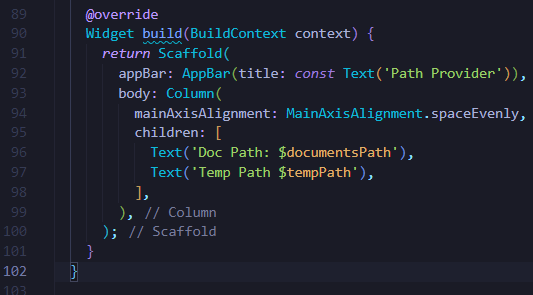 89 @override
90 Widget build(BuildContext context) {
91 return Scaffold(
92 appBar: AppBar(title: const Text('Path Provider')),
93 body: Column(
94 mainAxisAlignment: MainAxisAlignment.spaceEvenly,
95 children: [
96 Text('Doc Path: $documentsPath'),
97 Text('Temp Path $tempPath'),
98 ],
99 ), // Column
100 ); // Scaffold
101 }
102 }